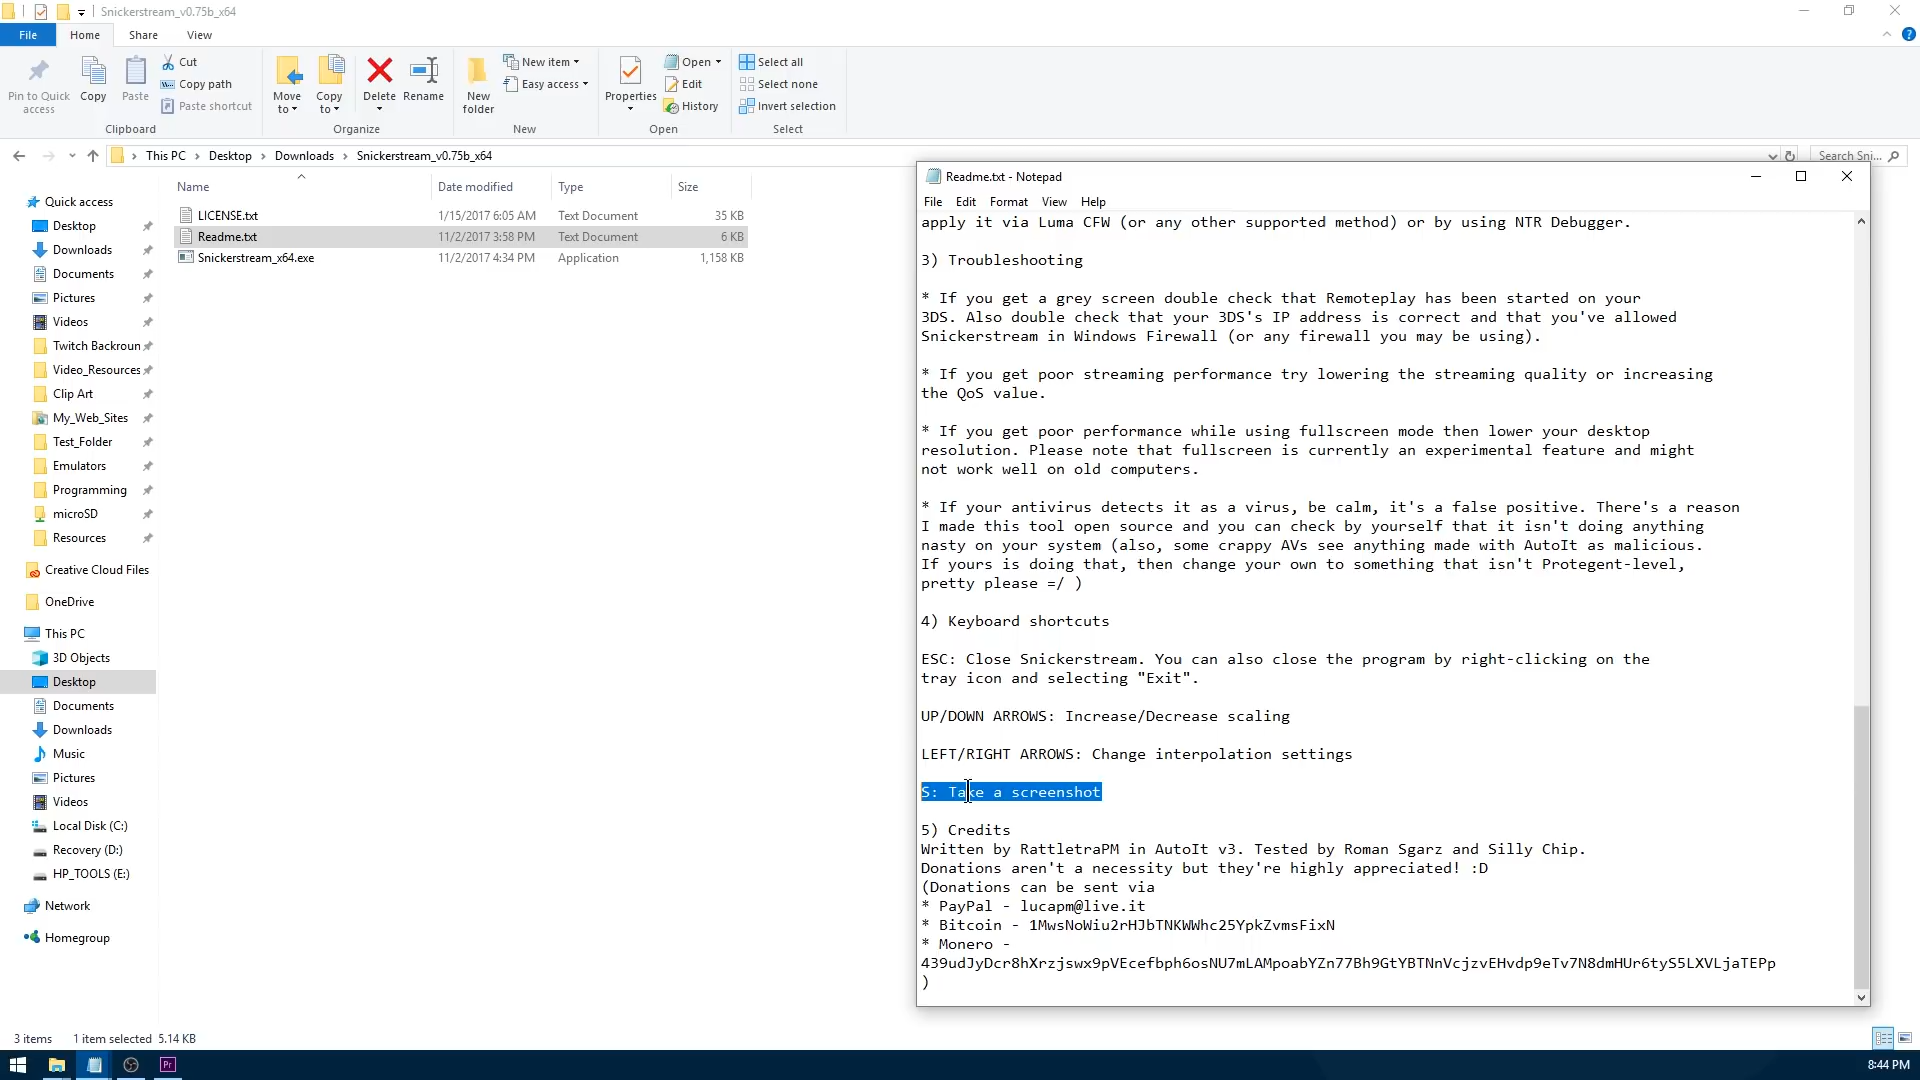 Snickerstream_v0.75b_x64
File
Home
Share
View
Pin to Quick
access
Copy
Paste
Cut
Copy path
Paste shortcut
Clipboard
Move
to
Copy
to
Delete
Rename
Organize
New
folder
New item
Easy access
New
Properties
Open
Edit
History
Open
Select all
Select none
Invert selection
Select
This PC
Desktop
Downloads
Snickerstream_v0.75b_x64
Search Sni...
Quick access
Desktop
Downloads
Documents
Pictures
Videos
Twitch Backroun
Video_Resources
Clip Art
My_Web_Sites
Test_Folder
Emulators
Programming
microSD
Resources
Creative Cloud Files
OneDrive
This PC
3D Objects
Desktop
Documents
Downloads
Music
Pictures
Videos
Local Disk (C:)
Recovery (D:)
HP_TOOLS (E:)
Network
Homegroup
Name Date modified Type Size
LICENSE.txt 1/15/2017 6:05 AM Text Document 35 KB
Readme.txt 11/2/2017 3:58 PM Text Document 6 KB
Snickerstream_x64.exe 11/2/2017 4:34 PM Application 1,158 KB
Readme.txt - Notepad
File Edit Format View Help
apply it via Luma CFW (or any other supported method) or by using NTR Debugger.
3) Troubleshooting
* If you get a grey screen double check that Remoteplay has been started on your
3DS. Also double check that your 3DS's IP address is correct and that you've allowed
Snickerstream in Windows Firewall (or any firewall you may be using).
* If you get poor streaming performance try lowering the streaming quality or increasing
the QoS value.
* If you get poor performance while using fullscreen mode then lower your desktop
resolution. Please note that fullscreen is currently an experimental feature and might
not work well on old computers.
* If your antivirus detects it as a virus, be calm, it's a false positive. There's a reason
I made this tool open source and you can check by yourself that it isn't doing anything
nasty on your system (also, some crappy AVs see anything made with AutoIt as malicious.
If yours is doing that, then change your own to something that isn't Protegent-level,
pretty please =/ )
4) Keyboard shortcuts
ESC: Close Snickerstream. You can also close the program by right-clicking on the
tray icon and selecting "Exit".
UP/DOWN ARROWS: Increase/Decrease scaling
LEFT/RIGHT ARROWS: Change interpolation settings
S: Take a screenshot
5) Credits
Written by RattletraPM in AutoIt v3. Tested by Roman Sgarz and Silly Chip.
Donations aren't a necessity but they're highly appreciated! :D
(Donations can be sent via
* PayPal - lucapm@live.it
* Bitcoin - 1MwsNoWiu2rHJbTNKWWhc25YpkZvmsFixN
* Monero -
439udJyDcr8hXrzjswx9pVEcefbph6osNU7mLAMpoabYZn77Bh9GtYBTNnVcjzvEHvdp9eTv7N8dmHUr6tyS5LXVLjaTEPp
)
3 items 1 item selected 5.14 KB
Pr
8:44 PM